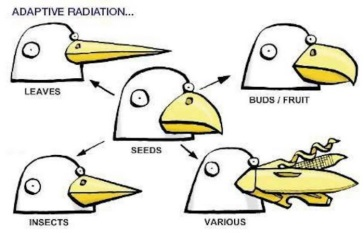 ADAPTIVE RADIATION...
LEAVES
BUDS / FRUIT
SEEDS
INSECTS
VARIOUS